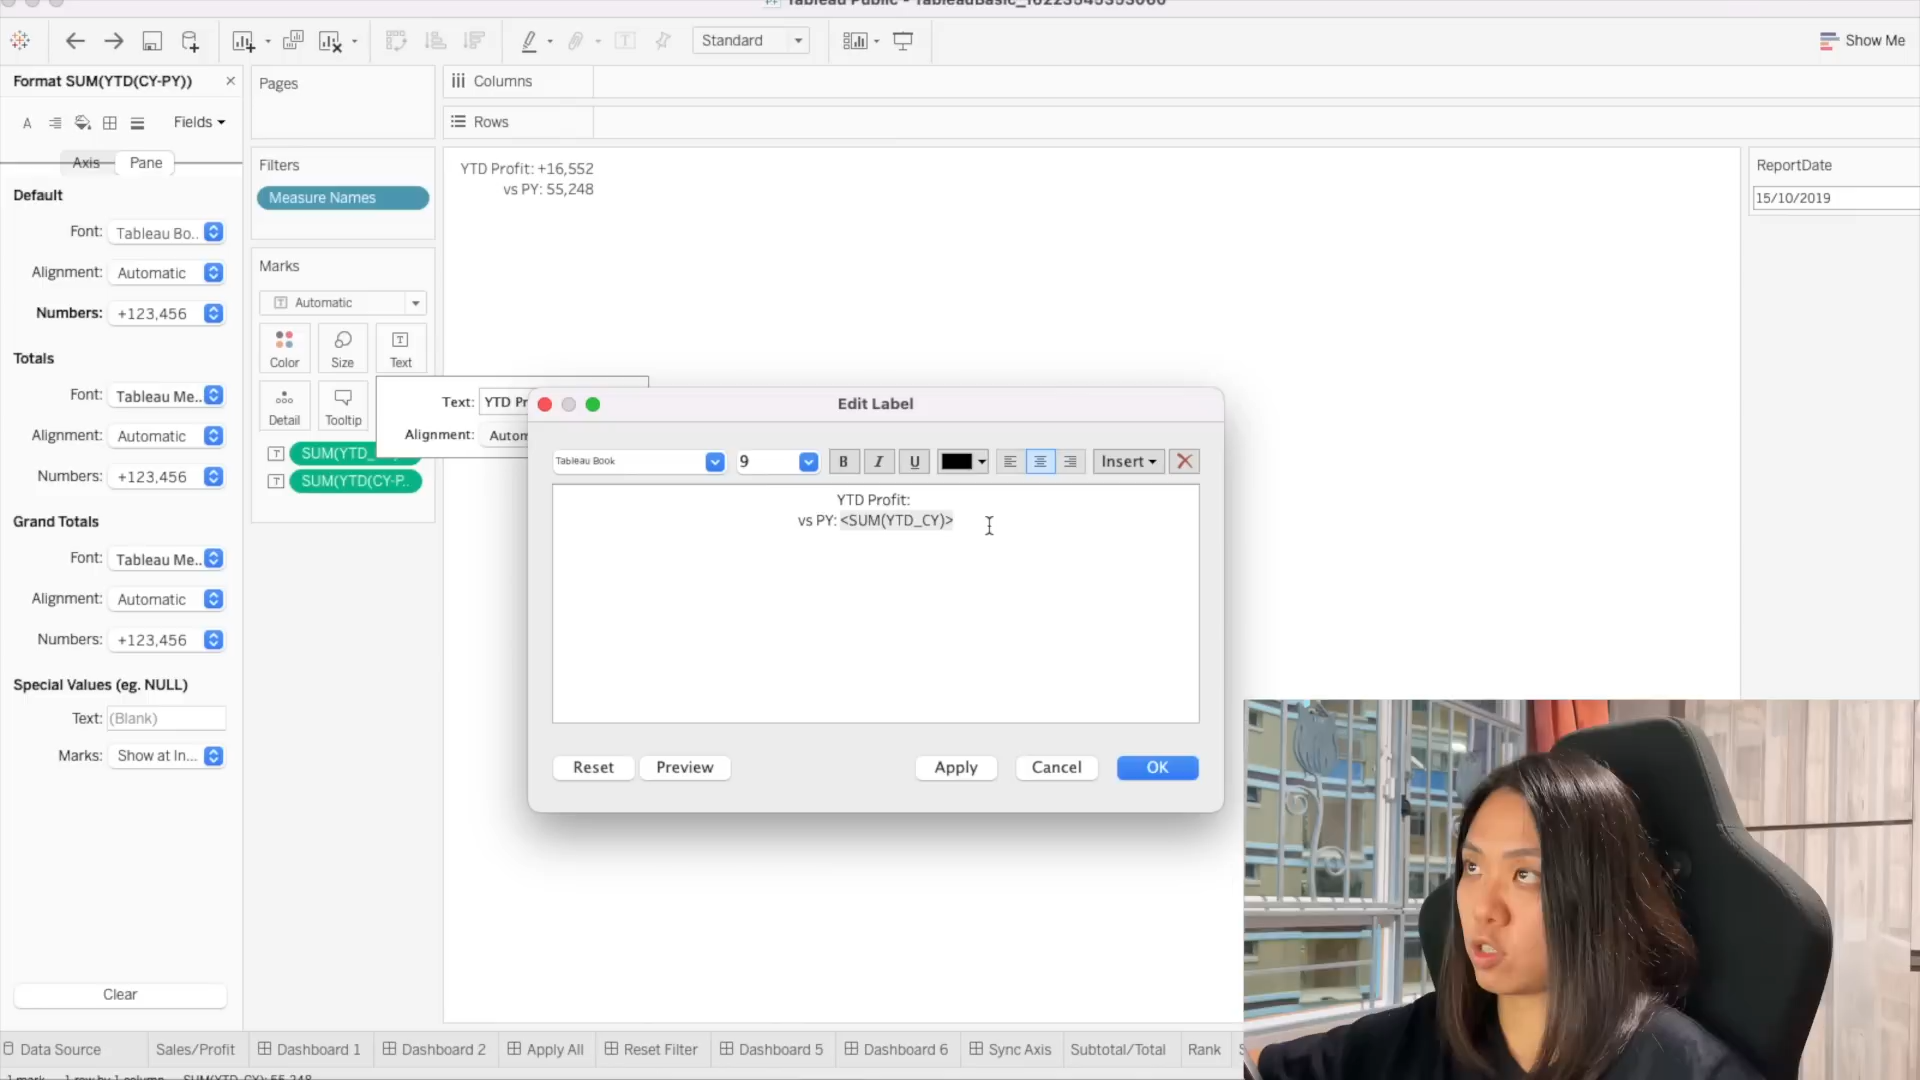 Standard
Show Me
Format SUM(YTD(CY-PY))
Fields
Axis
Pane
Default
Font: Tableau Bo..
Alignment: Automatic
Numbers: +123,456
Totals
Font: Tableau Me..
Alignment: Automatic
Numbers: +123,456
Grand Totals
Font: Tableau Me..
Alignment: Automatic
Numbers: +123,456
Special Values (eg. NULL)
Text: (Blank)
Marks: Show at In...
Clear
Pages
Filters
Measure Names
Marks
Automatic
Color
Size
Text
Detail
Tooltip
SUM(YTD_
SUM(YTD(CY-P..
Columns
Rows
YTD Profit: +16,552
vs PY: 55,248
ReportDate
15/10/2019
Text: YTD Pr
Alignment: Autom
Edit Label
Tableau Book
9
B
I
U
Insert
YTD Profit:
vs PY: <SUM(YTD_CY)>
Reset
Preview
Apply
Cancel
OK
Data Source
Sales/Profit
Dashboard 1
Dashboard 2
Apply All
Reset Filter
Dashboard 5
Dashboard 6
Sync Axis
Subtotal/Total
Rank